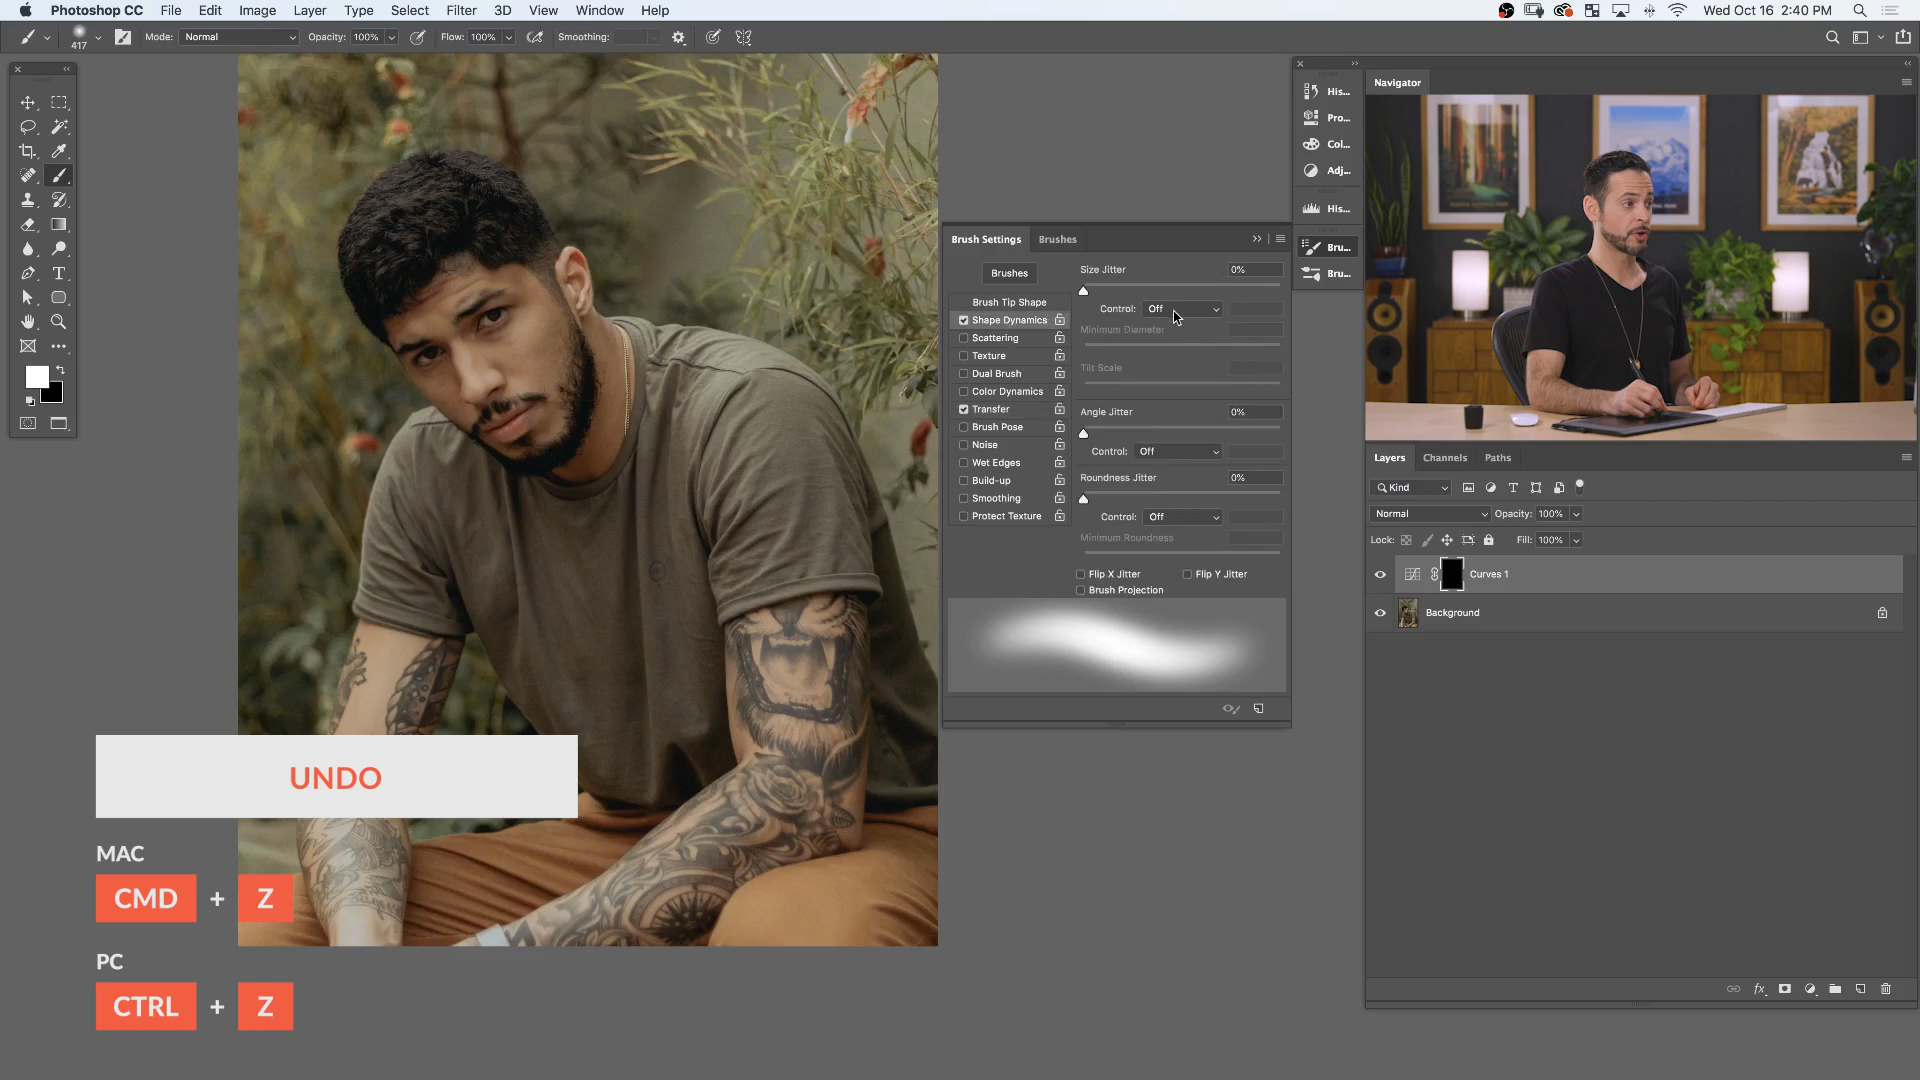 Photoshop CC File Edit Image Layer Type Select Filter 3D View Window Help
Wed Oct 16 2:40 PM
417 Mode: Normal Opacity: 100% Flow: 100% Smoothing:
Brush Settings Brushes
Brushes
Brush Tip Shape
Shape Dynamics
Scattering
Texture
Dual Brush
Color Dynamics
Transfer
Brush Pose
Noise
Wet Edges
Build-up
Smoothing
Protect Texture
Size Jitter 0%
Control: Off
Minimum Diameter
Tilt Scale
Angle Jitter 0%
Control: Off
Roundness Jitter 0%
Control: Off
Minimum Roundness
Flip X Jitter Flip Y Jitter
Brush Projection
His...
Pro...
Col...
Adj...
His...
Bru...
Bru...
Navigator
Layers Channels Paths
Kind
Normal Opacity: 100%
Lock: Fill: 100%
Curves 1
Background
fx
UNDO
MAC
CMD + Z
PC
CTRL + Z